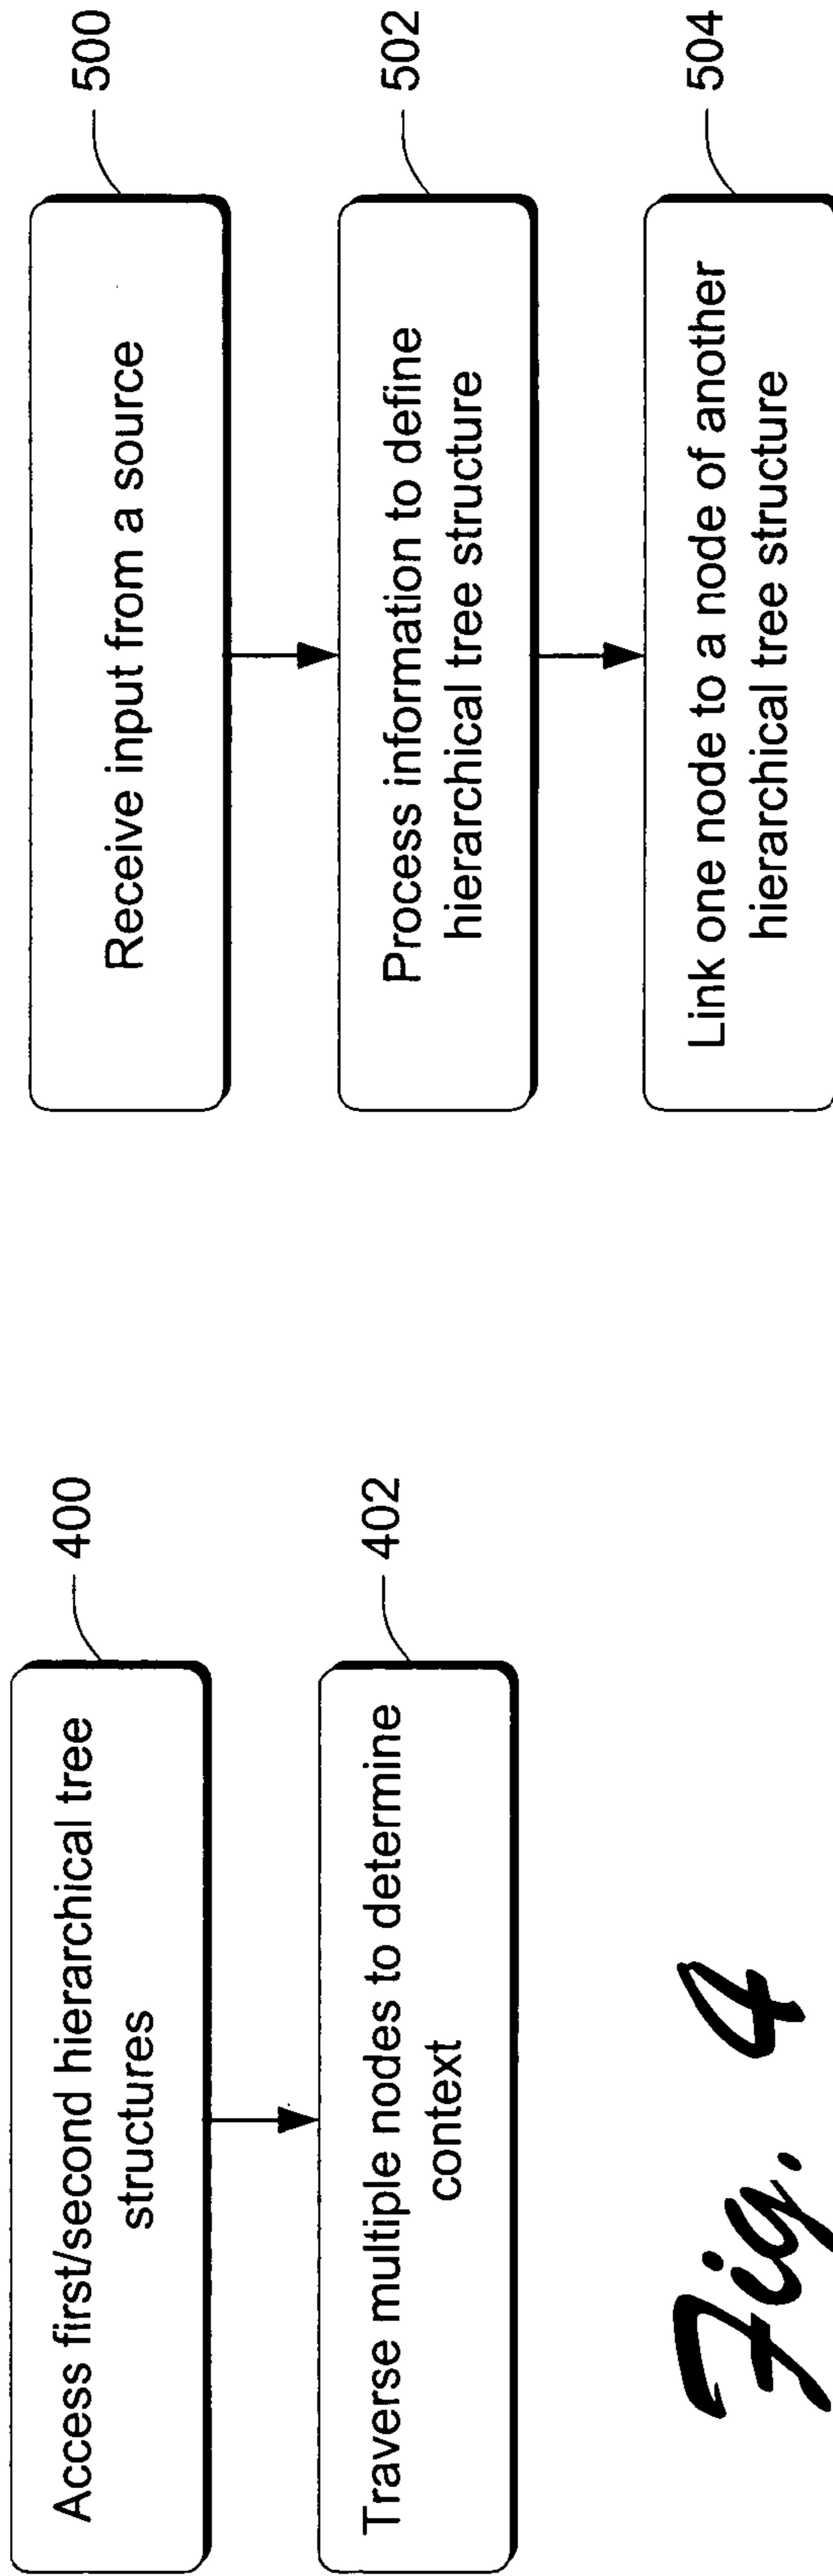 Access first/second hierarchical tree
structures
400
Traverse multiple nodes to determine
context
402
Fig. 4
Receive input from a source
500
Process information to define
hierarchical tree structure
502
Link one node to a node of another
hierarchical tree structure
504